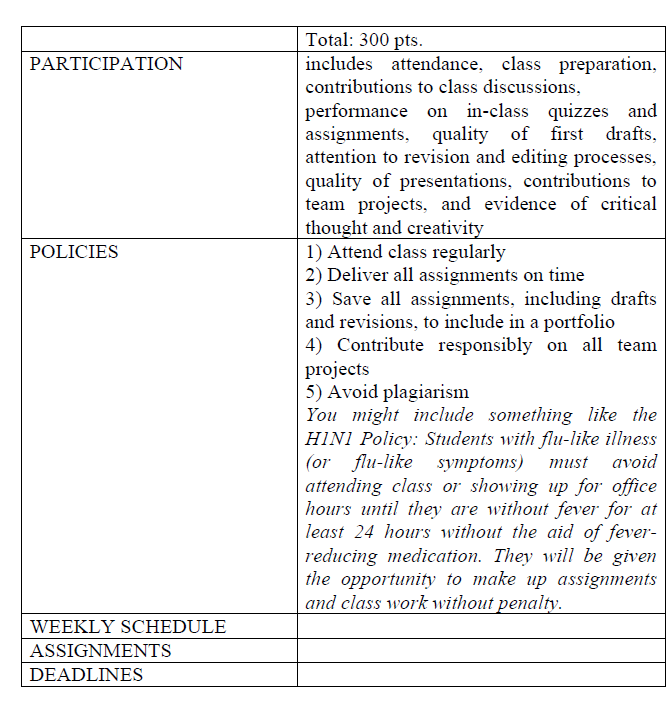 Total: 300 pts.
PARTICIPATION
includes attendance, class preparation,
contributions to class discussions,
performance on in-class quizzes and
assignments, quality of first drafts,
attention to revision and editing processes,
quality of presentations, contributions to
team projects, and evidence of critical
thought and creativity
POLICIES
1) Attend class regularly
2) Deliver all assignments on time
3) Save all assignments, including drafts
and revisions, to include in a portfolio
4) Contribute responsibly on all team
projects
5) Avoid plagiarism
You might include something like the
H1N1 Policy: Students with flu-like illness
(or flu-like symptoms) must avoid
attending class or showing up for office
hours until they are without fever for at
least 24 hours without the aid of fever-
reducing medication. They will be given
the opportunity to make up assignments
and class work without penalty.
WEEKLY SCHEDULE
ASSIGNMENTS
DEADLINES